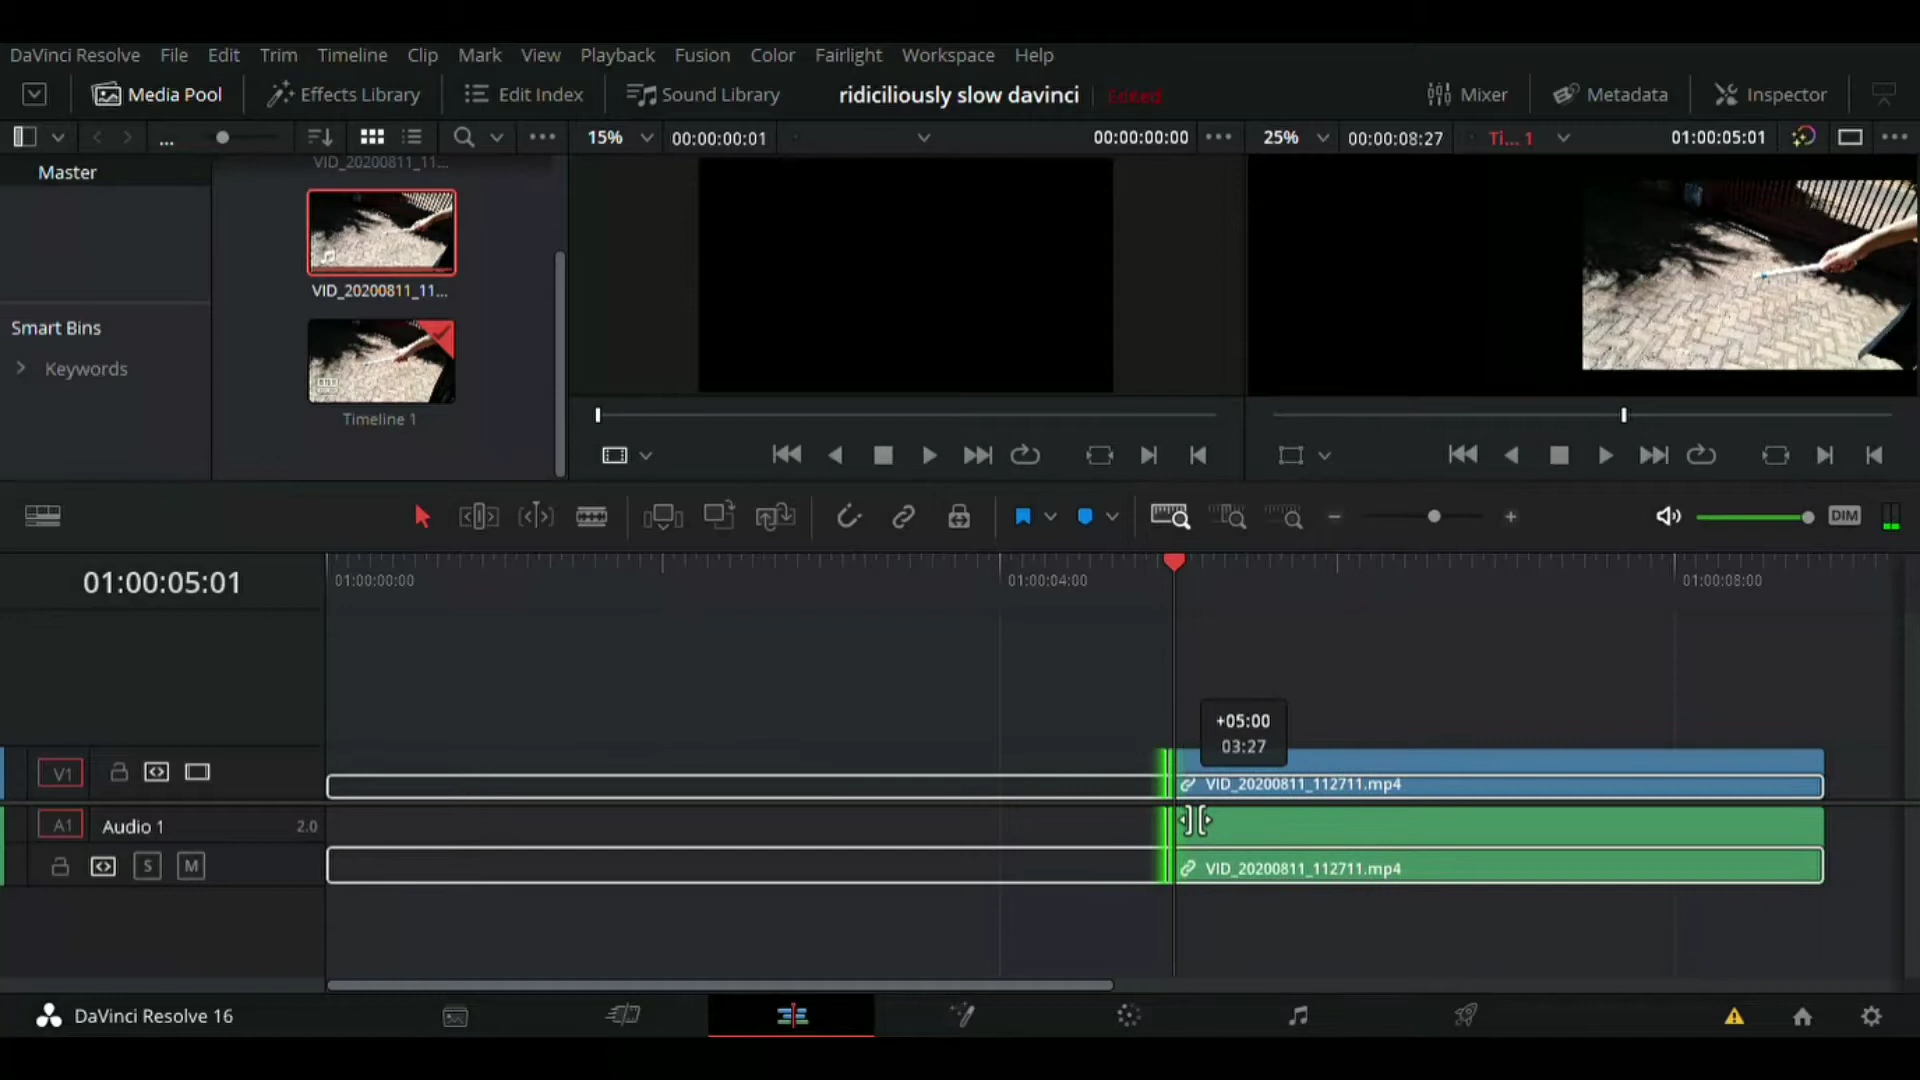 DaVinci Resolve File Edit Trim Timeline Clip Mark View Playback Fusion Color Fairlight Workspace Help
Media Pool Effects Library Edit Index Sound Library ridiciliously slow davinci Edited Mixer Metadata Inspector
... 15% 00:00:00:01 00:00:00:00 25% 00:00:08:27 Ti... 1 01:00:05:01
Master
VID_20200811_11...
VID_20200811_11...
Smart Bins
Keywords
Timeline 1
DIM
01:00:05:01
01:00:00:00 01:00:04:00 01:00:08:00
+05:00
03:27
V1
VID_20200811_112711.mp4
A1 Audio 1 2.0
S M
VID_20200811_112711.mp4
DaVinci Resolve 16